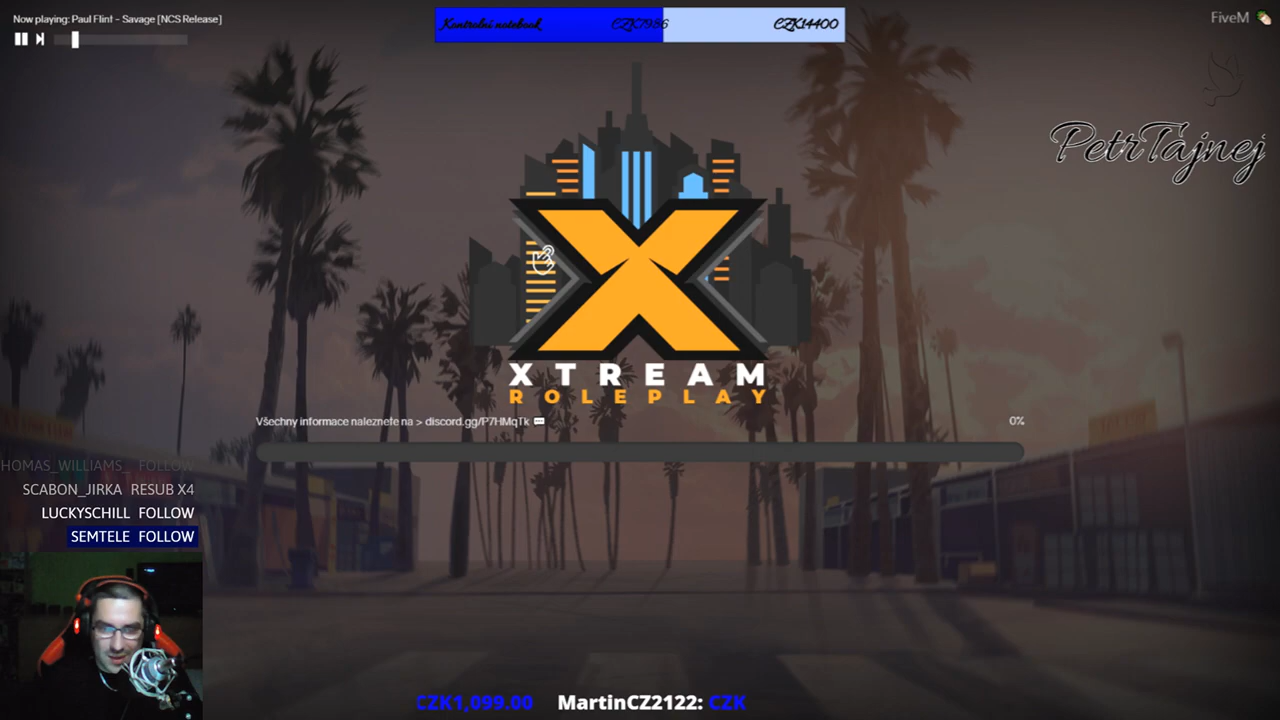 Now playing: Paul Flint - Savage [NCS Release]
Kontrolní notebook CZK7986 CZK14400
FiveM
PetrTajnej
XTREAM
ROLEPLAY
Všechny informace naleznete na > discord.gg/P7HMqTk
0%
HOMAS_WILLIAMS_ FOLLOW
SCABON_JIRKA RESUB X4
LUCKYSCHILL FOLLOW
SEMTELE FOLLOW
CZK1,099.00 MartinCZ2122: CZK